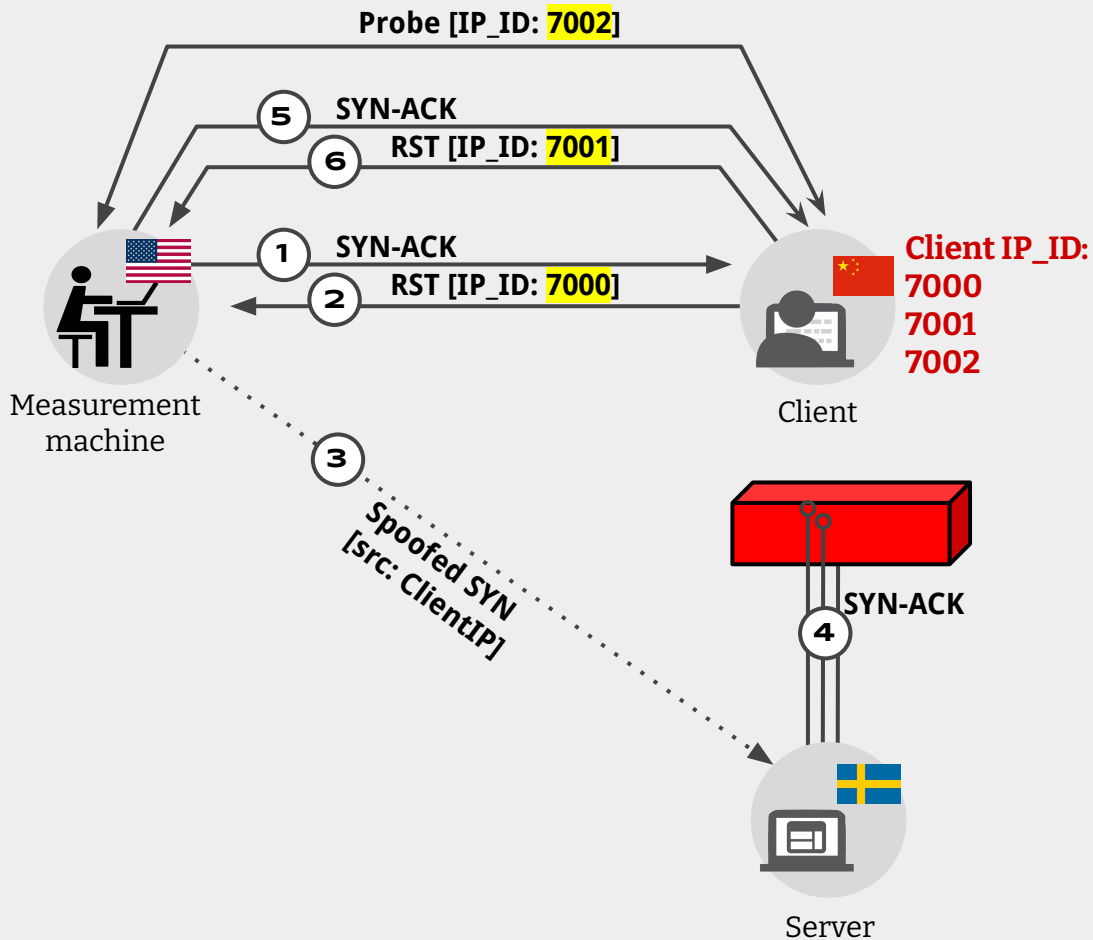 Probe [IP_ID: 7002]
5 SYN-ACK
6 RST [IP_ID: 7001]
1 SYN-ACK
2 RST [IP_ID: 7000]
Client IP_ID:
7000
7001
7002
Measurement
machine
Client
3
Spoofed SYN
[src: ClientIP]
SYN-ACK
4
Server